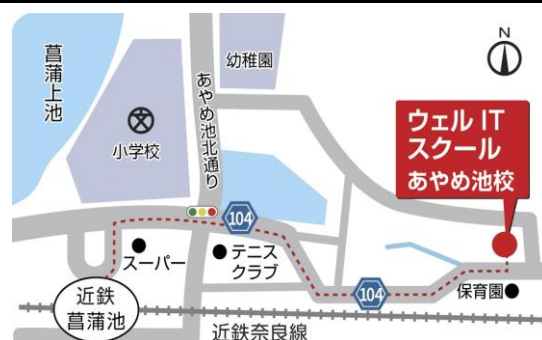 菖蒲上池
小学校
あやめ池北通り
幼稚園
N
ウェル IT
スクール
あやめ池校
104
スーパー
テニス
クラブ
104
保育園
近鉄
菖蒲池
近鉄奈良線